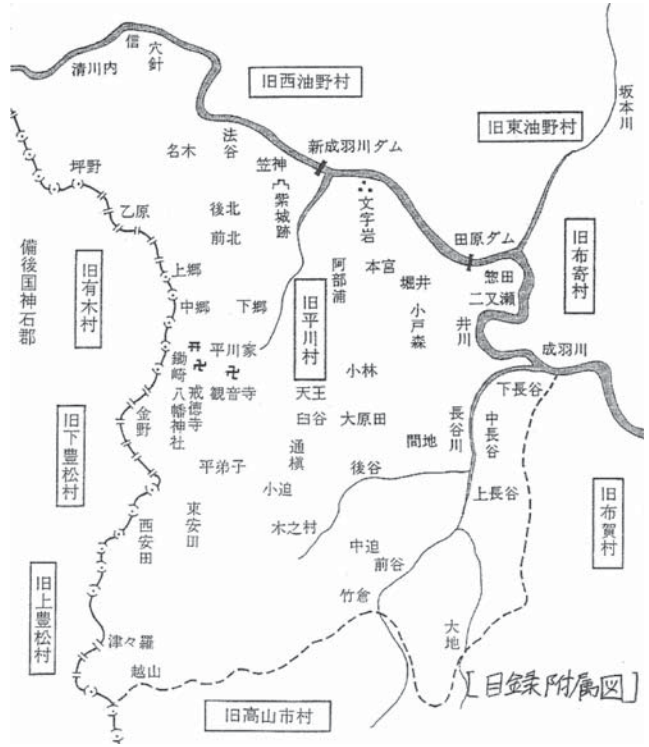 信
穴針
清川内
旧西油野村
坂本川
旧東油野村
法谷
名木
笠神
新成羽川ダム
坪野
紫城跡
文字岩
乙原
後北
前北
田原ダム
備後国神石郡
旧有木村
上郷
阿部浦
本宮
堀井
惣田
二又瀬
旧布寄村
中郷
下郷
旧平川村
小戸森
井川
成羽川
平川家
鋤崎八幡神社
戒徳寺
観音寺
小林
天王
下長谷
金野
臼谷
大原田
長谷川
中長谷
旧下豊松村
通槇
間地
平弟子
後谷
小迫
上長谷
旧布賀村
東安田
西安田
木之村
中迫
前谷
旧上豊松村
竹倉
大地
津々羅
越山
[目録附属図]
旧高山市村